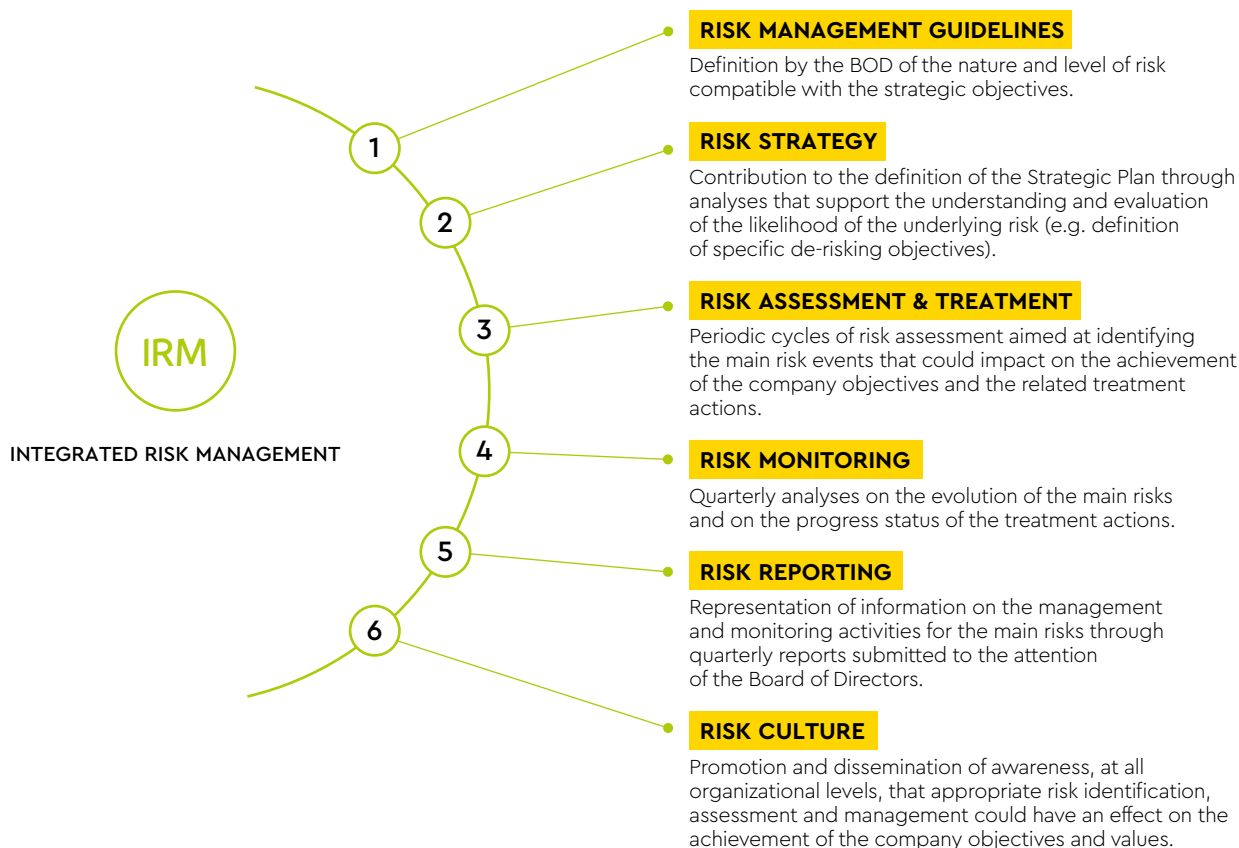 IRM
INTEGRATED RISK MANAGEMENT
1
RISK MANAGEMENT GUIDELINES
Definition by the BOD of the nature and level of risk
compatible with the strategic objectives.
2
RISK STRATEGY
Contribution to the definition of the Strategic Plan through
analyses that support the understanding and evaluation
of the likelihood of the underlying risk (e.g. definition
of specific de-risking objectives).
3
RISK ASSESSMENT & TREATMENT
Periodic cycles of risk assessment aimed at identifying
the main risk events that could impact on the achievement
of the company objectives and the related treatment
actions.
4
RISK MONITORING
Quarterly analyses on the evolution of the main risks
and on the progress status of the treatment actions.
5
RISK REPORTING
Representation of information on the management
and monitoring activities for the main risks through
quarterly reports submitted to the attention
of the Board of Directors.
6
RISK CULTURE
Promotion and dissemination of awareness, at all
organizational levels, that appropriate risk identification,
assessment and management could have an effect on the
achievement of the company objectives and values.